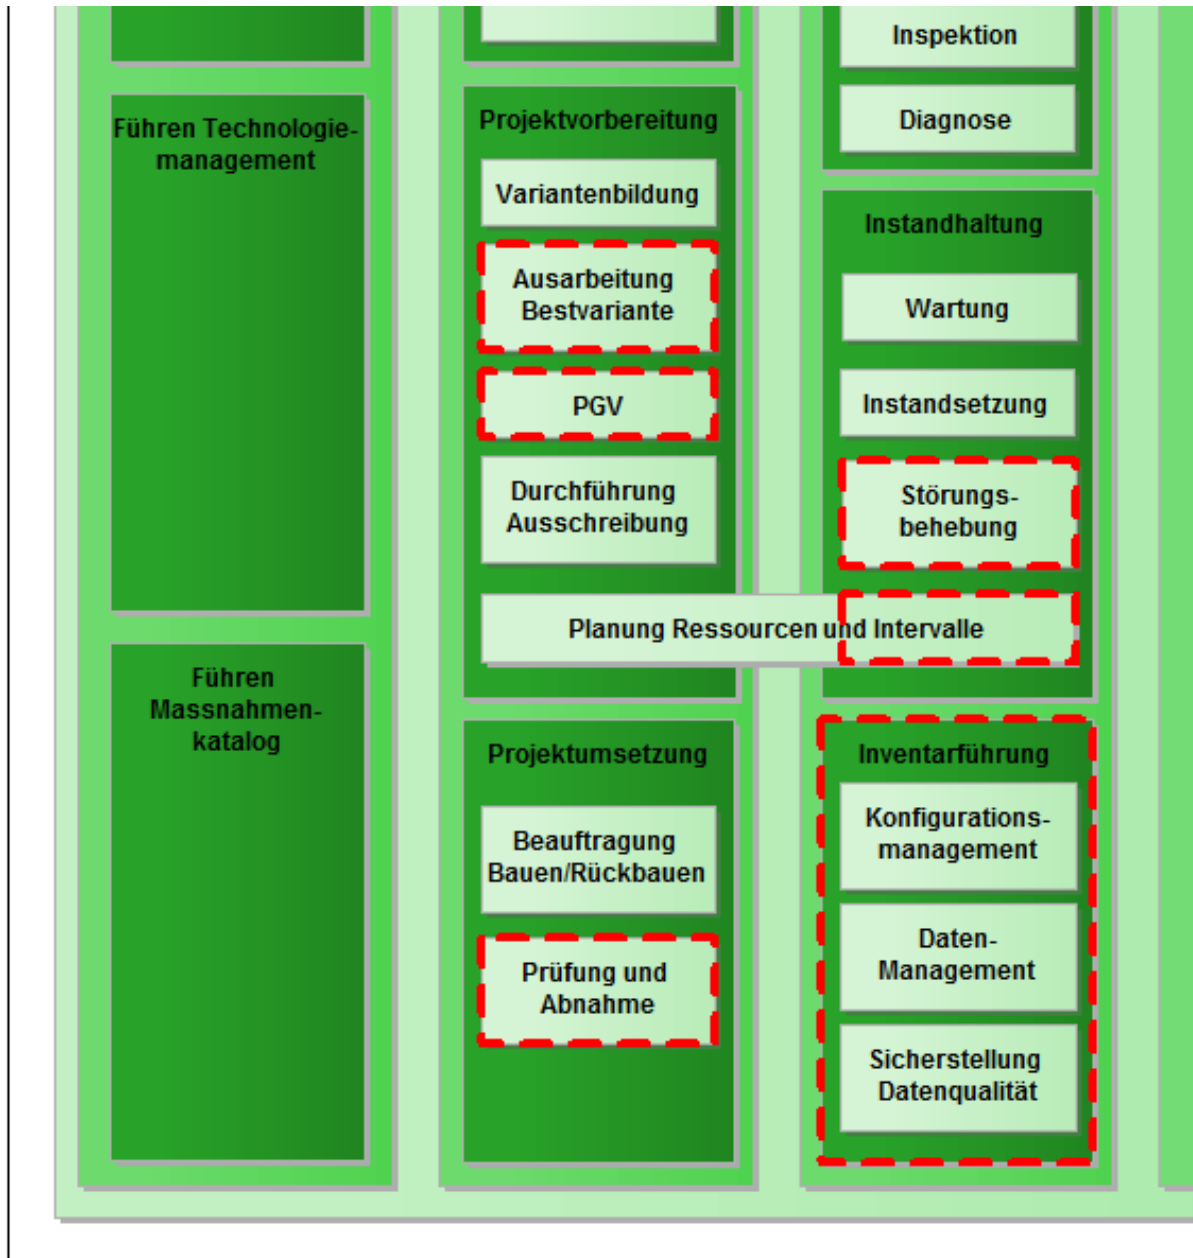 Führen Technologie-
management
Führen
Massnahmen-
katalog
Projektvorbereitung
Variantenbildung
Ausarbeitung
Bestvariante
PGV
Durchführung
Ausschreibung
Planung Ressourcen und Intervalle
Projektumsetzung
Beauftragung
Bauen/Rückbauen
Prüfung und
Abnahme
Inspektion
Diagnose
Instandhaltung
Wartung
Instandsetzung
Störungs-
behebung
Inventarführung
Konfigurations-
management
Daten-
Management
Sicherstellung
Datenqualität